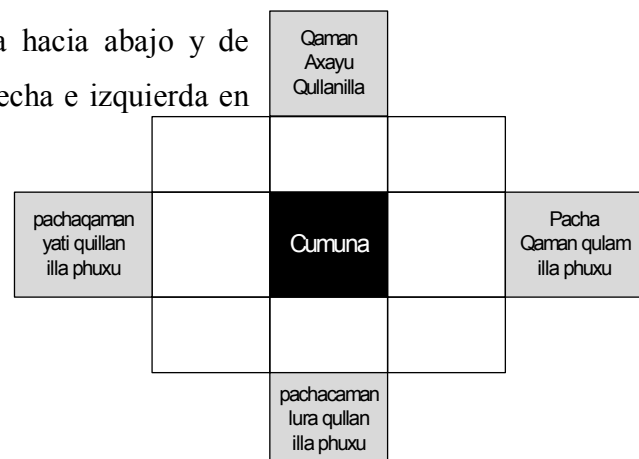 a hacia abajo y de
echa e izquierda en
Qaman
Axayu
Qullanilla
pachaqaman
yati quillan
illa phuxu
Cumuna
Pacha
Qaman qulam
illa phuxu
pachacaman
lura qullan
illa phuxu